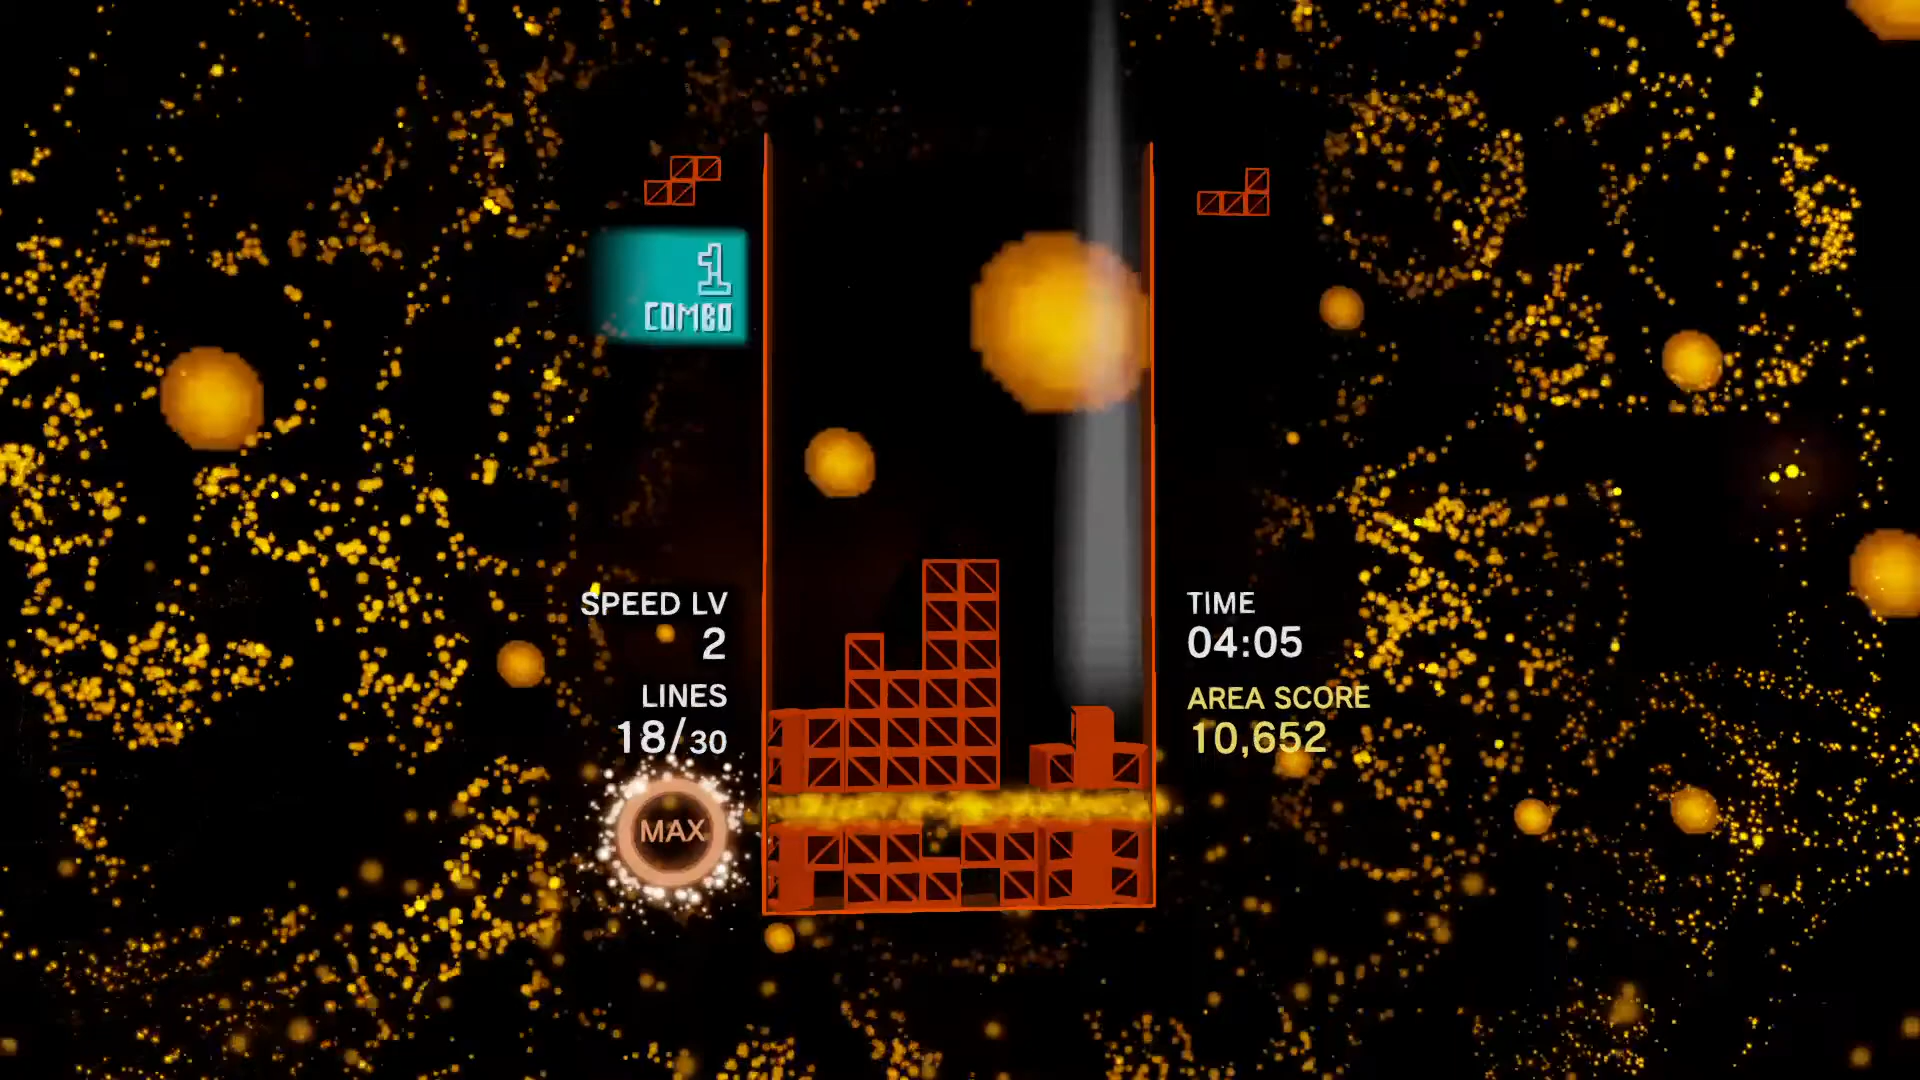 1
COMBO
SPEED LV
2
LINES
18/30
MAX
TIME
04:05
AREA SCORE
10,652